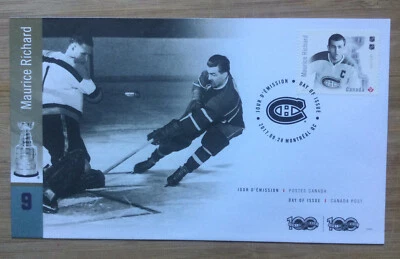 Maurice Richard
9
Maurice Richard
Canada
P
C
JOUR D'ÉMISSION • DAY OF ISSUE
2017.09.28 MONTRÉAL QC
JOUR D'ÉMISSION | POSTES CANADA
DAY OF ISSUE | CANADA POST
100
100